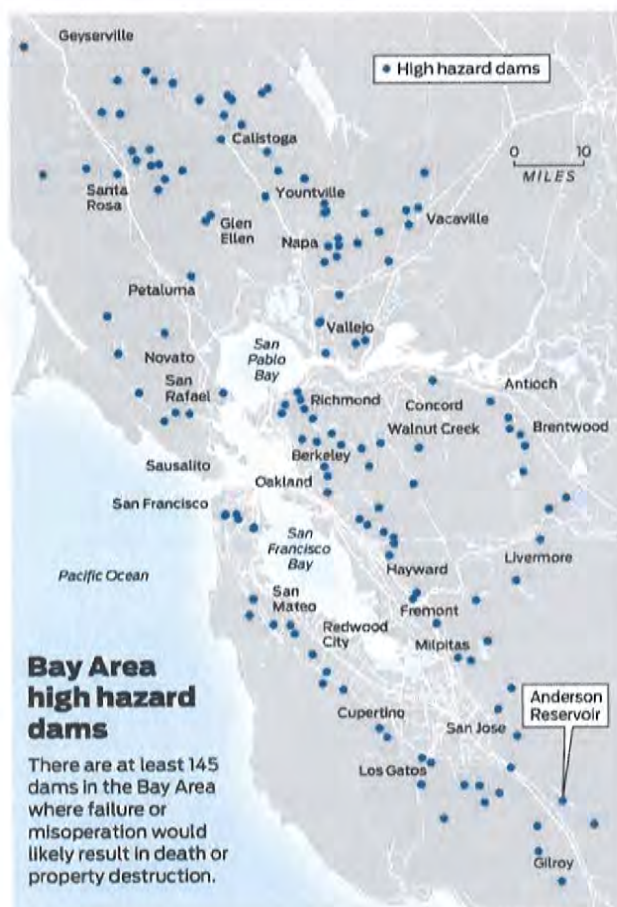 Geyserville
High hazard dams
Calistoga
0 10
MILES
Santa
Rosa
Yountville
Vacaville
Glen
Ellen
Napa
Petaluma
Vallejo
San
Pablo
Bay
Novato
Antioch
San
Rafael
Richmond
Concord
Walnut Creek
Brentwood
Berkeley
Sausalito
Oakland
San Francisco
San
Francisco
Bay
Livermore
Hayward
Pacific Ocean
San
Mateo
Fremont
Redwood
City
Milpitas
Bay Area
high hazard
dams
Anderson
Reservoir
Cupertino
San Jose
There are at least 145
dams in the Bay Area
where failure or
misoperation would
likely result in death or
property destruction.
Los Gatos
Gilroy